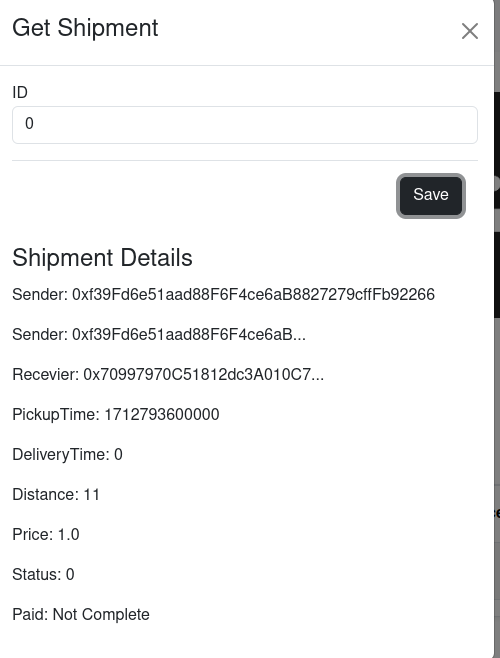 Get Shipment
ID
0
Save
Shipment Details
Sender: 0xf39Fd6e51aad88F6F4ce6aB8827279cffFb92266
Sender: 0xf39Fd6e51aad88F6F4ce6aB...
Recevier: 0x70997970C51812dc3A010C7...
PickupTime: 1712793600000
DeliveryTime: 0
Distance: 11
Price: 1.0
Status: 0
Paid: Not Complete